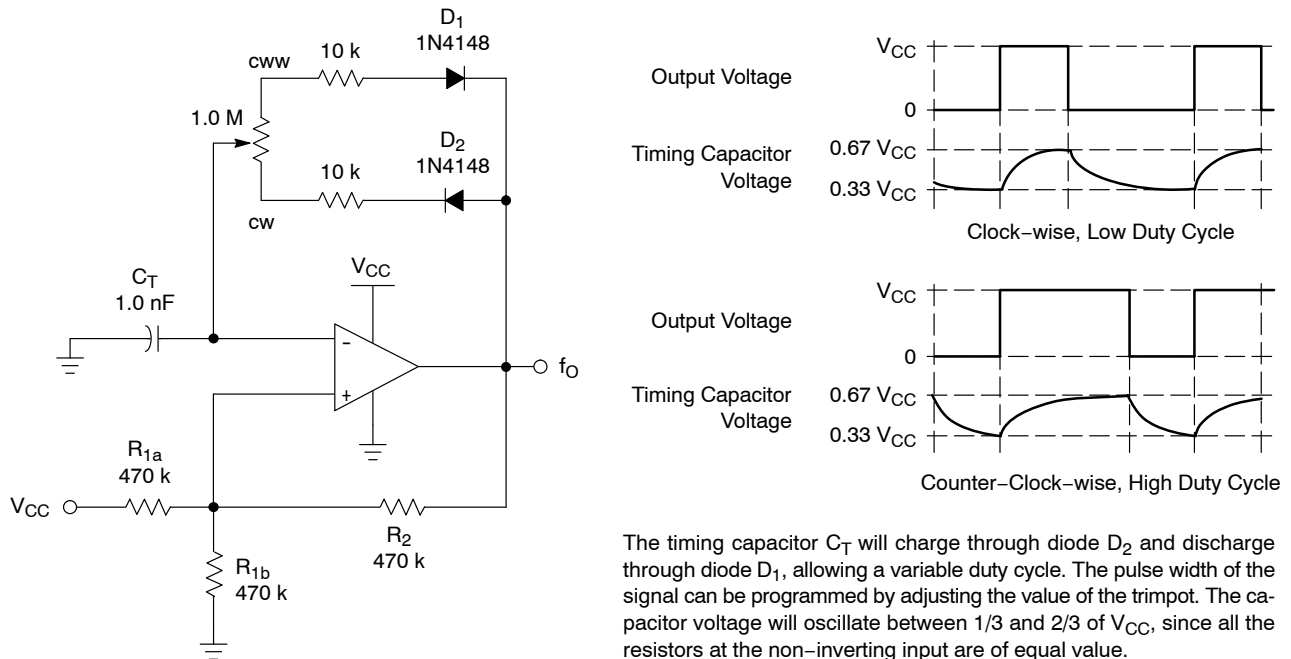 D1
1N4148
10 k
cww
1.0 M
D2
1N4148
10 k
cw
CT
1.0 nF
VCC
-
+
fO
R1a
470 k
VCC
R2
470 k
R1b
470 k
Output Voltage
VCC
0
Timing Capacitor
Voltage
0.67 VCC
0.33 VCC
Clock−wise, Low Duty Cycle
Output Voltage
VCC
0
Timing Capacitor
Voltage
0.67 VCC
0.33 VCC
Counter−Clock−wise, High Duty Cycle
The timing capacitor CT will charge through diode D2 and discharge
through diode D1, allowing a variable duty cycle. The pulse width of the
signal can be programmed by adjusting the value of the trimpot. The ca-
pacitor voltage will oscillate between 1/3 and 2/3 of VCC, since all the
resistors at the non−inverting input are of equal value.